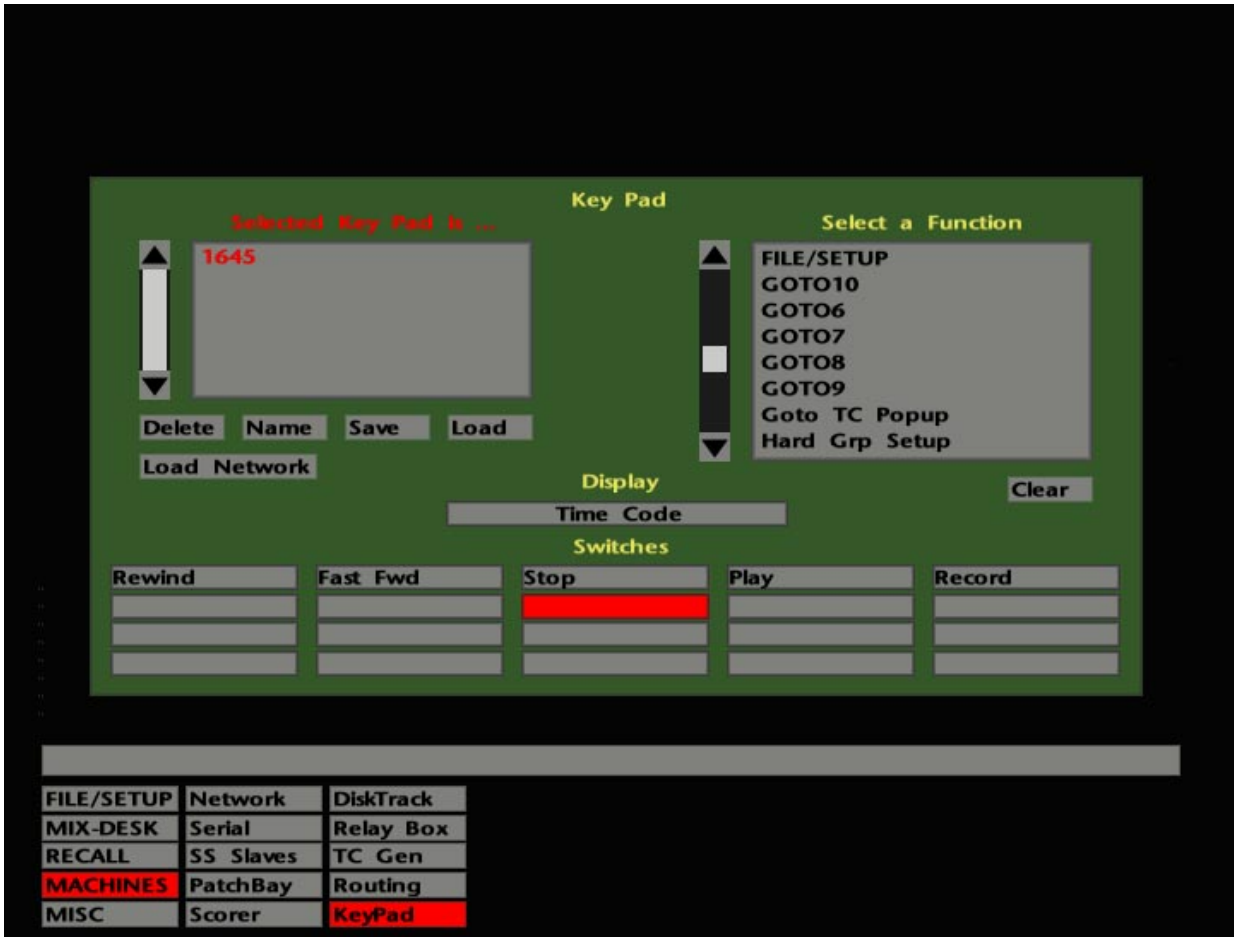 Key Pad
Selected Key Pad is ...
Select a Function
1645
FILE/SETUP
GOTO10
GOTO6
GOTO7
GOTO8
GOTO9
Goto TC Popup
Hard Grp Setup
Delete Name Save Load
Load Network
Clear
Display
Time Code
Switches
Rewind Fast Fwd Stop Play Record
FILE/SETUP Network DiskTrack
MIX-DESK Serial Relay Box
RECALL SS Slaves TC Gen
MACHINES PatchBay Routing
MISC Scorer KeyPad